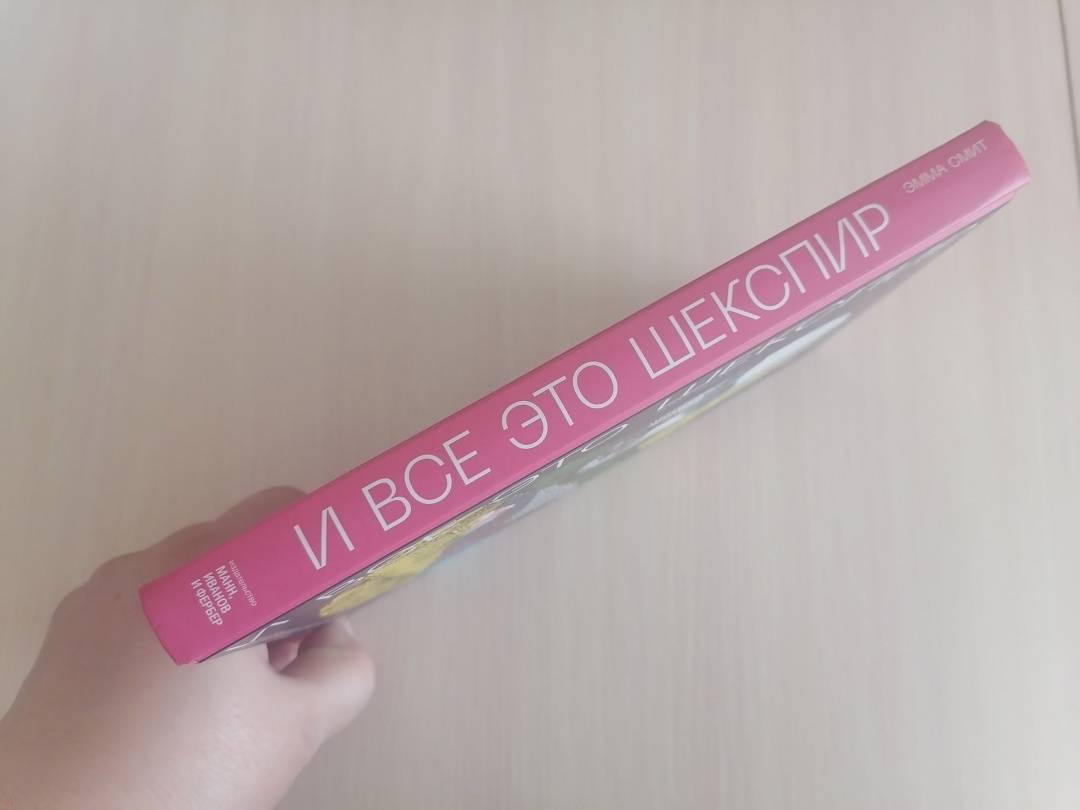 И ВСЕ ЭТО ШЕКСПИР
ЭММА СМИТ
издательство
МАНН,
ИВАНОВ
И ФЕРБЕР